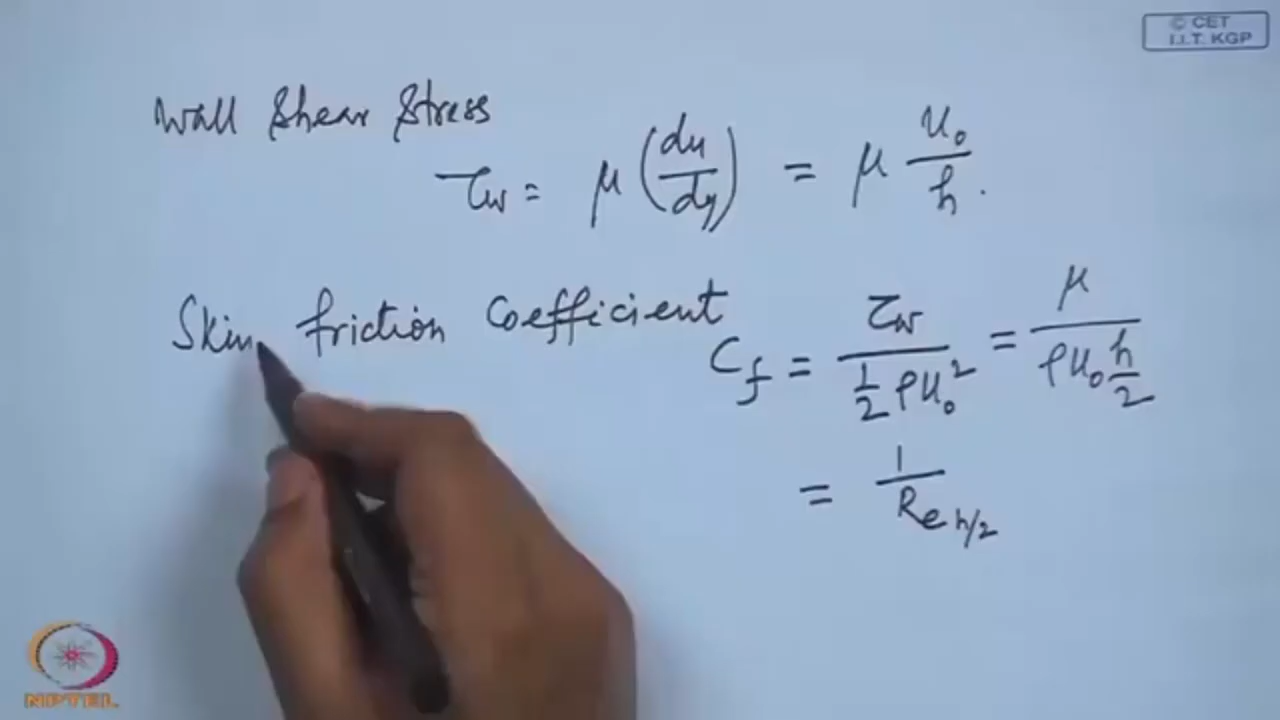 © CET
I.I.T. KGP
Wall Shear Stress
τw = μ (du/dy) = μ u₀/h.
Skin friction Coefficient
Cf = τw / ½ ρu₀² = μ / ρu₀ h/2
= 1 / Re h/2
NPTEL